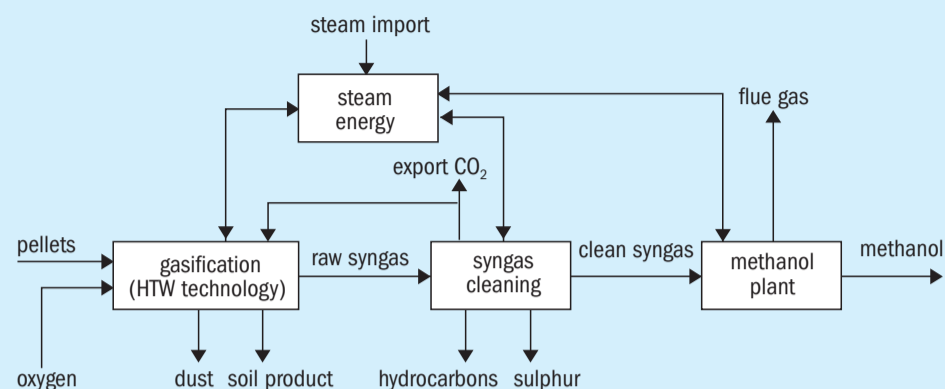 steam import
steam
energy
flue gas
export CO₂
pellets
gasification
(HTW technology)
raw syngas
syngas
cleaning
clean syngas
methanol
plant
methanol
oxygen
dust
soil product
hydrocarbons
sulphur